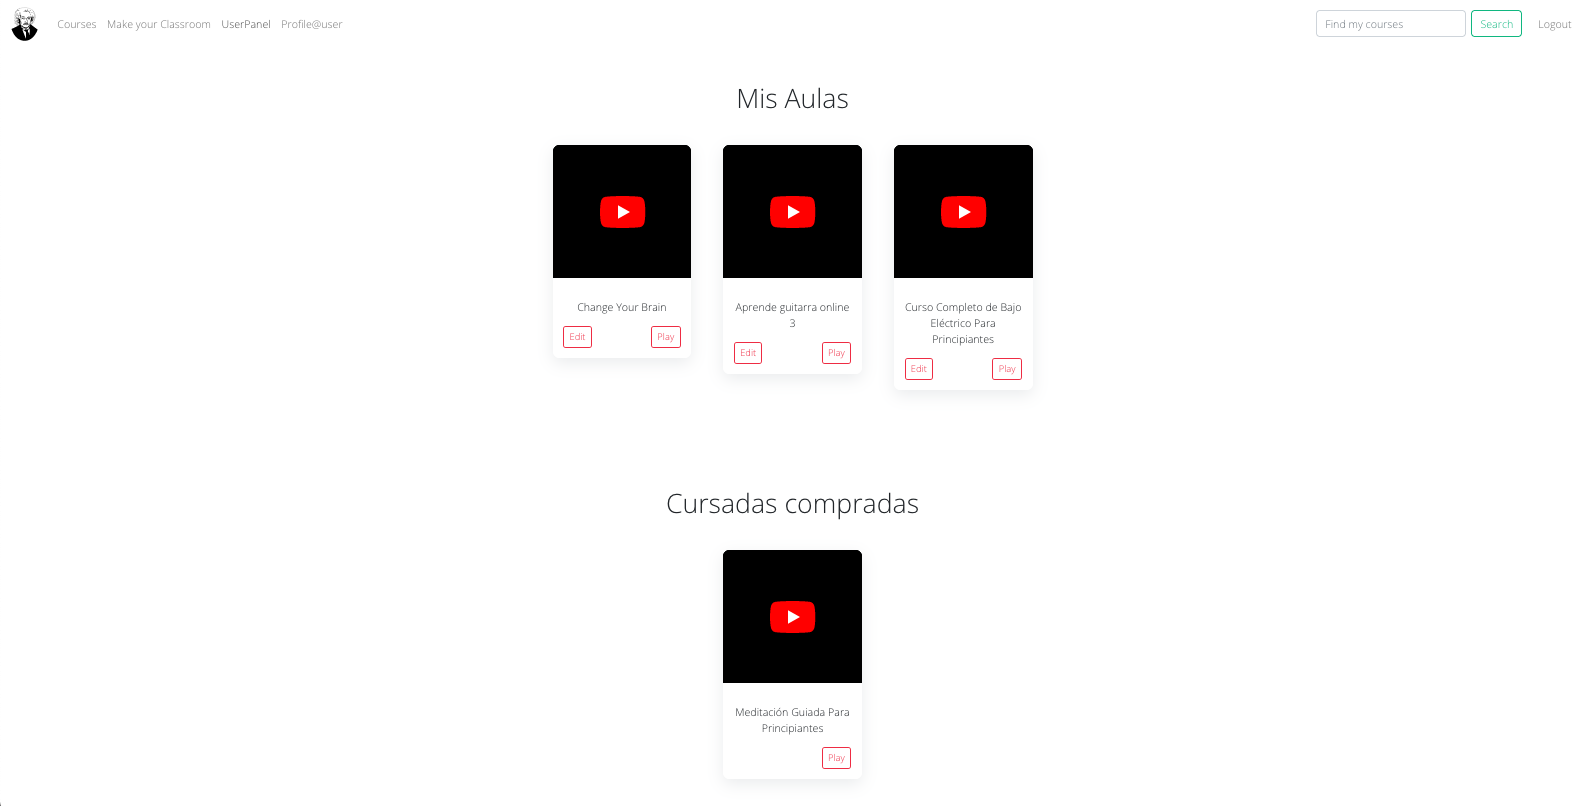 Courses Make your Classroom UserPanel Profile@user Find my courses Search Logout
Mis Aulas
Change Your Brain
Edit Play
Aprende guitarra online
3
Edit Play
Curso Completo de Bajo
Eléctrico Para
Principiantes
Edit Play
Cursadas compradas
Meditación Guiada Para
Principiantes
Play